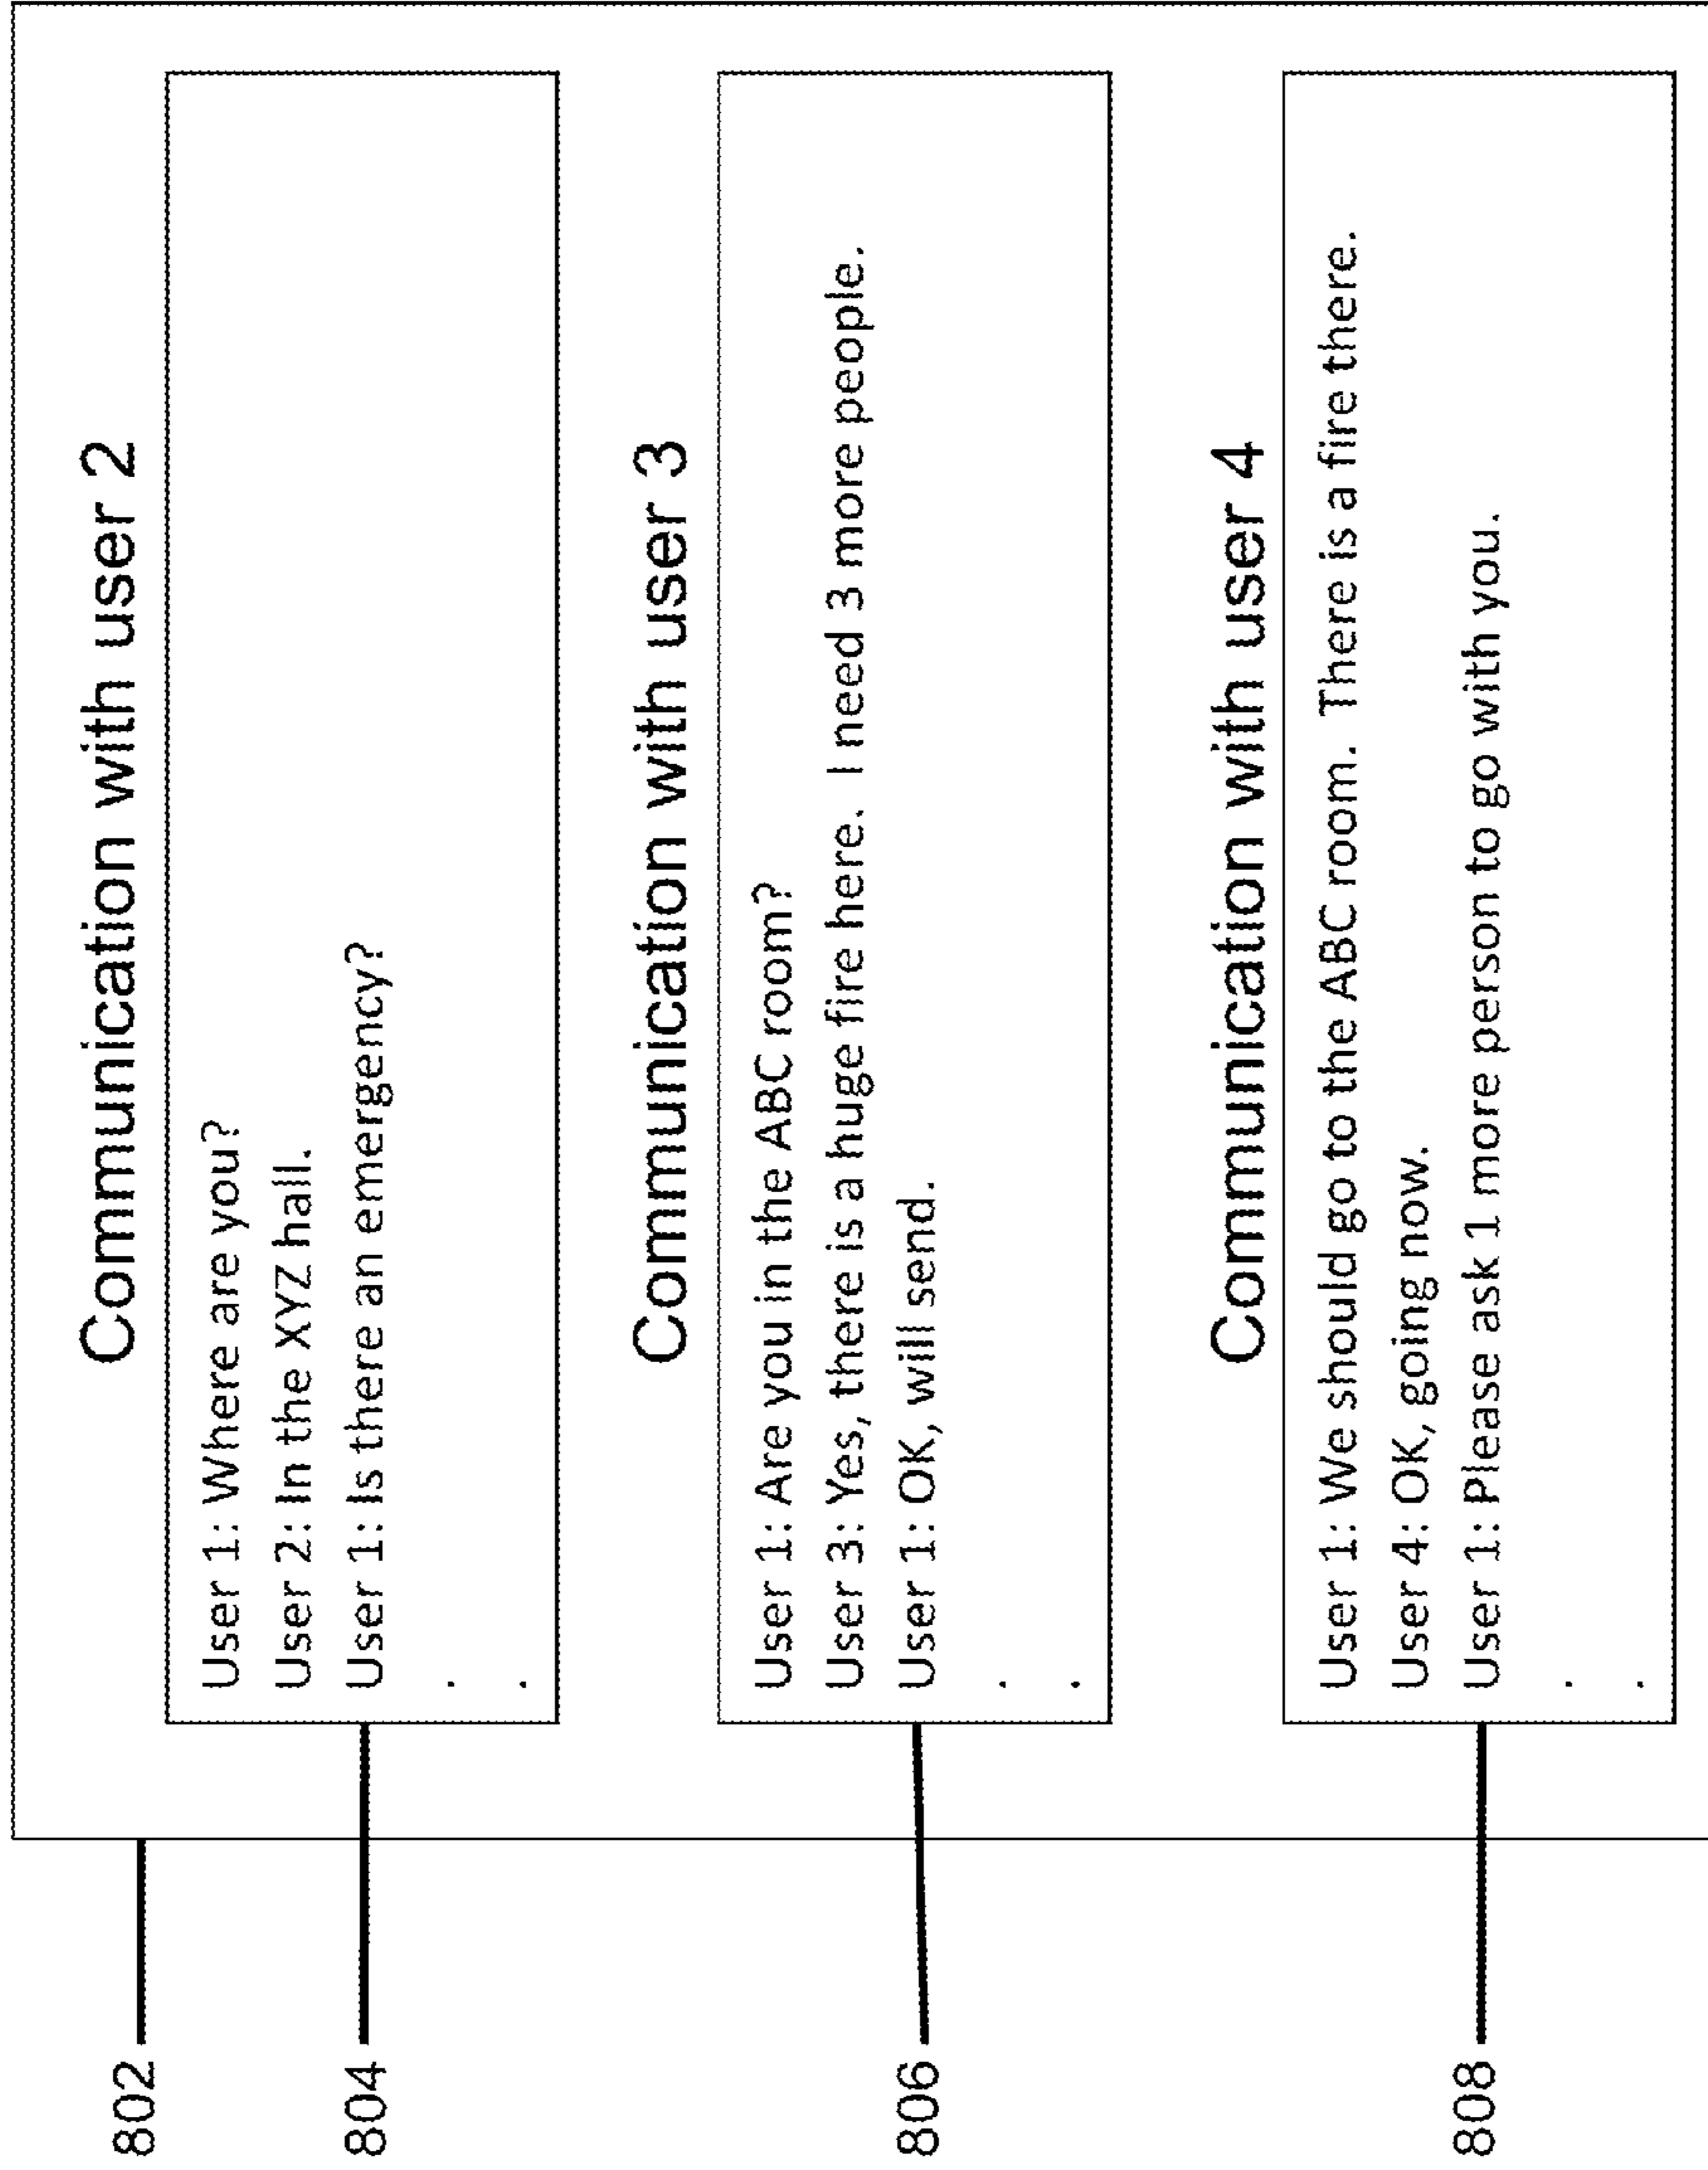 802
Communication with user 2
804
User 1: Where are you?
User 2: In the XYZ hall.
User 1: Is there an emergency?
.
.
Communication with user 3
806
User 1: Are you in the ABC room?
User 3: Yes, there is a huge fire here.  I need 3 more people.
User 1: OK, will send.
.
.
Communication with user 4
808
User 1: We should go to the ABC room.  There is a fire there.
User 4: OK, going now.
User 1: Please ask 1 more person to go with you.
.
.